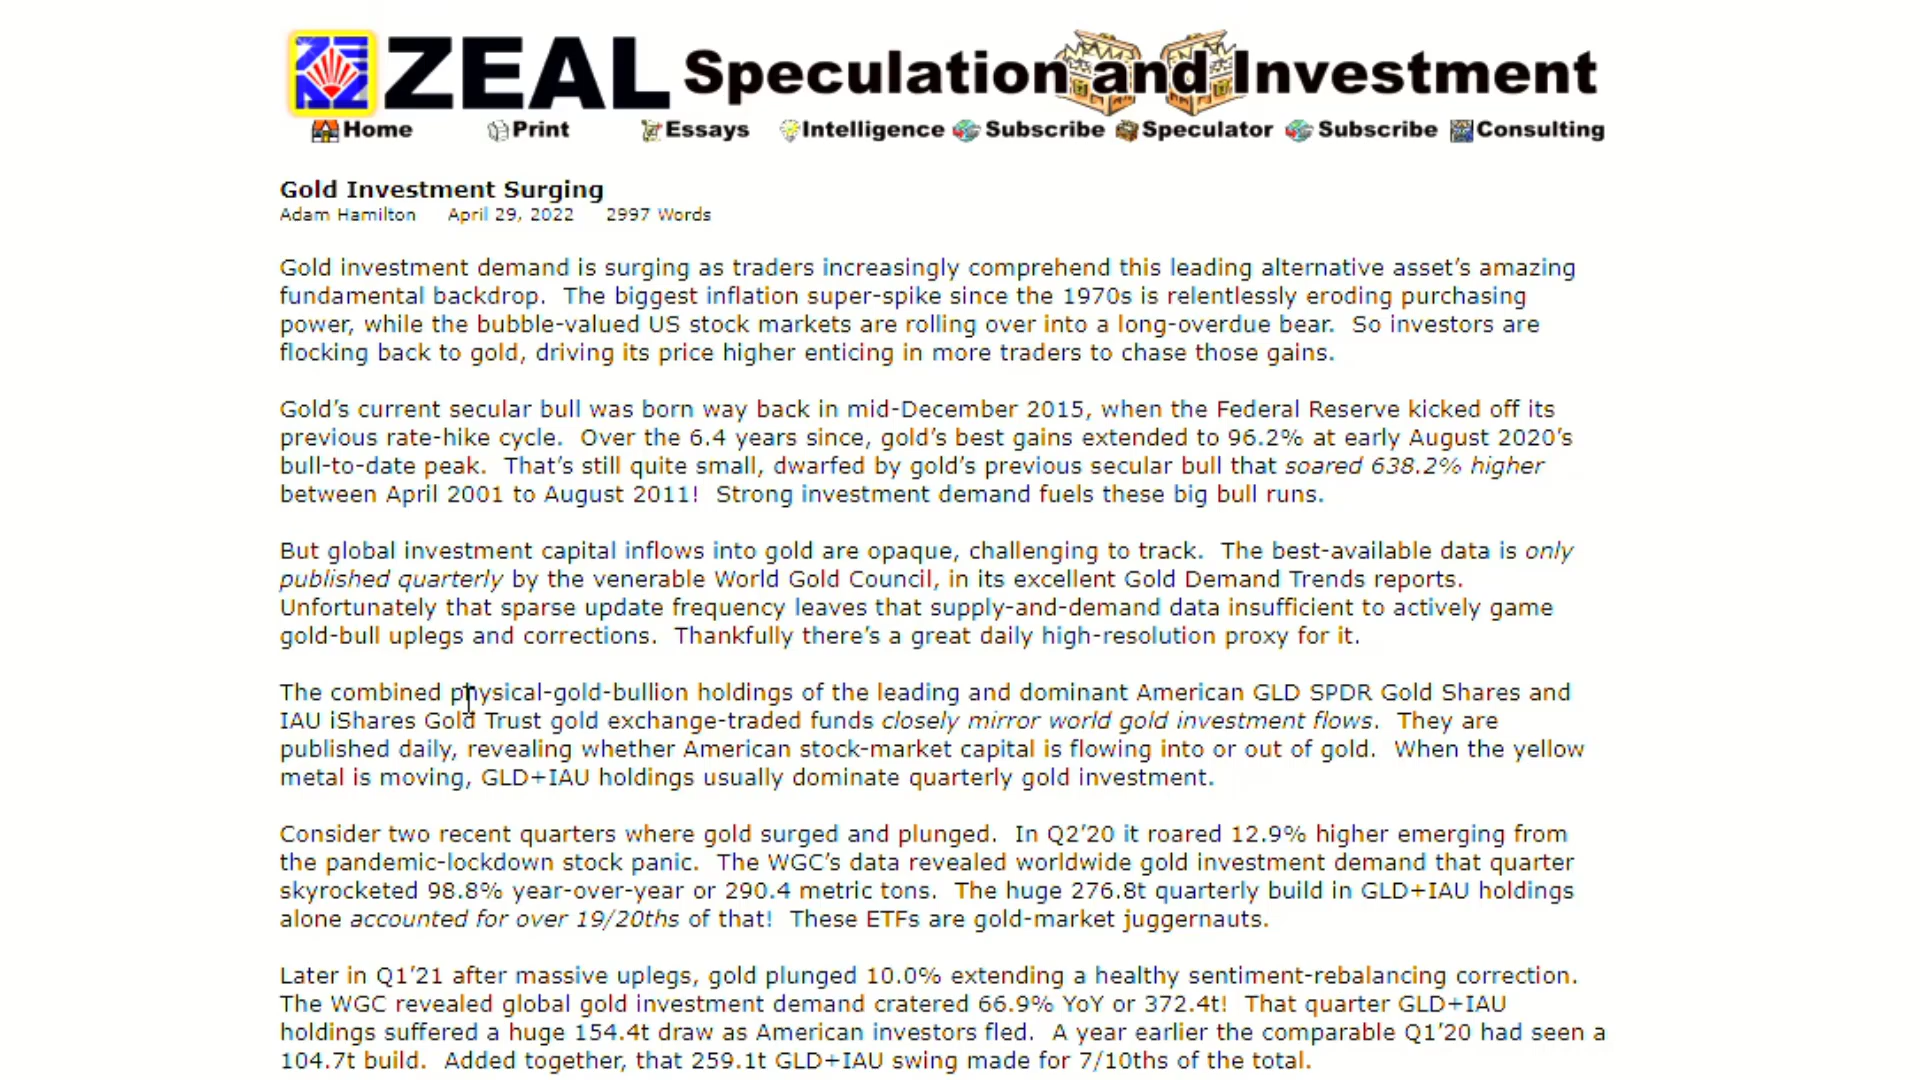 ZEAL Speculation and Investment
Home Print Essays Intelligence Subscribe Speculator Subscribe Consulting
Gold Investment Surging
Adam Hamilton April 29, 2022 2997 Words
Gold investment demand is surging as traders increasingly comprehend this leading alternative asset’s amazing
fundamental backdrop. The biggest inflation super-spike since the 1970s is relentlessly eroding purchasing
power, while the bubble-valued US stock markets are rolling over into a long-overdue bear. So investors are
flocking back to gold, driving its price higher enticing in more traders to chase those gains.
Gold’s current secular bull was born way back in mid-December 2015, when the Federal Reserve kicked off its
previous rate-hike cycle. Over the 6.4 years since, gold’s best gains extended to 96.2% at early August 2020’s
bull-to-date peak. That’s still quite small, dwarfed by gold’s previous secular bull that soared 638.2% higher
between April 2001 to August 2011! Strong investment demand fuels these big bull runs.
But global investment capital inflows into gold are opaque, challenging to track. The best-available data is only
published quarterly by the venerable World Gold Council, in its excellent Gold Demand Trends reports.
Unfortunately that sparse update frequency leaves that supply-and-demand data insufficient to actively game
gold-bull uplegs and corrections. Thankfully there’s a great daily high-resolution proxy for it.
The combined physical-gold-bullion holdings of the leading and dominant American GLD SPDR Gold Shares and
IAU iShares Gold Trust gold exchange-traded funds closely mirror world gold investment flows. They are
published daily, revealing whether American stock-market capital is flowing into or out of gold. When the yellow
metal is moving, GLD+IAU holdings usually dominate quarterly gold investment.
Consider two recent quarters where gold surged and plunged. In Q2’20 it roared 12.9% higher emerging from
the pandemic-lockdown stock panic. The WGC’s data revealed worldwide gold investment demand that quarter
skyrocketed 98.8% year-over-year or 290.4 metric tons. The huge 276.8t quarterly build in GLD+IAU holdings
alone accounted for over 19/20ths of that! These ETFs are gold-market juggernauts.
Later in Q1’21 after massive uplegs, gold plunged 10.0% extending a healthy sentiment-rebalancing correction.
The WGC revealed global gold investment demand cratered 66.9% YoY or 372.4t! That quarter GLD+IAU
holdings suffered a huge 154.4t draw as American investors fled. A year earlier the comparable Q1’20 had seen a
104.7t build. Added together, that 259.1t GLD+IAU swing made for 7/10ths of the total.